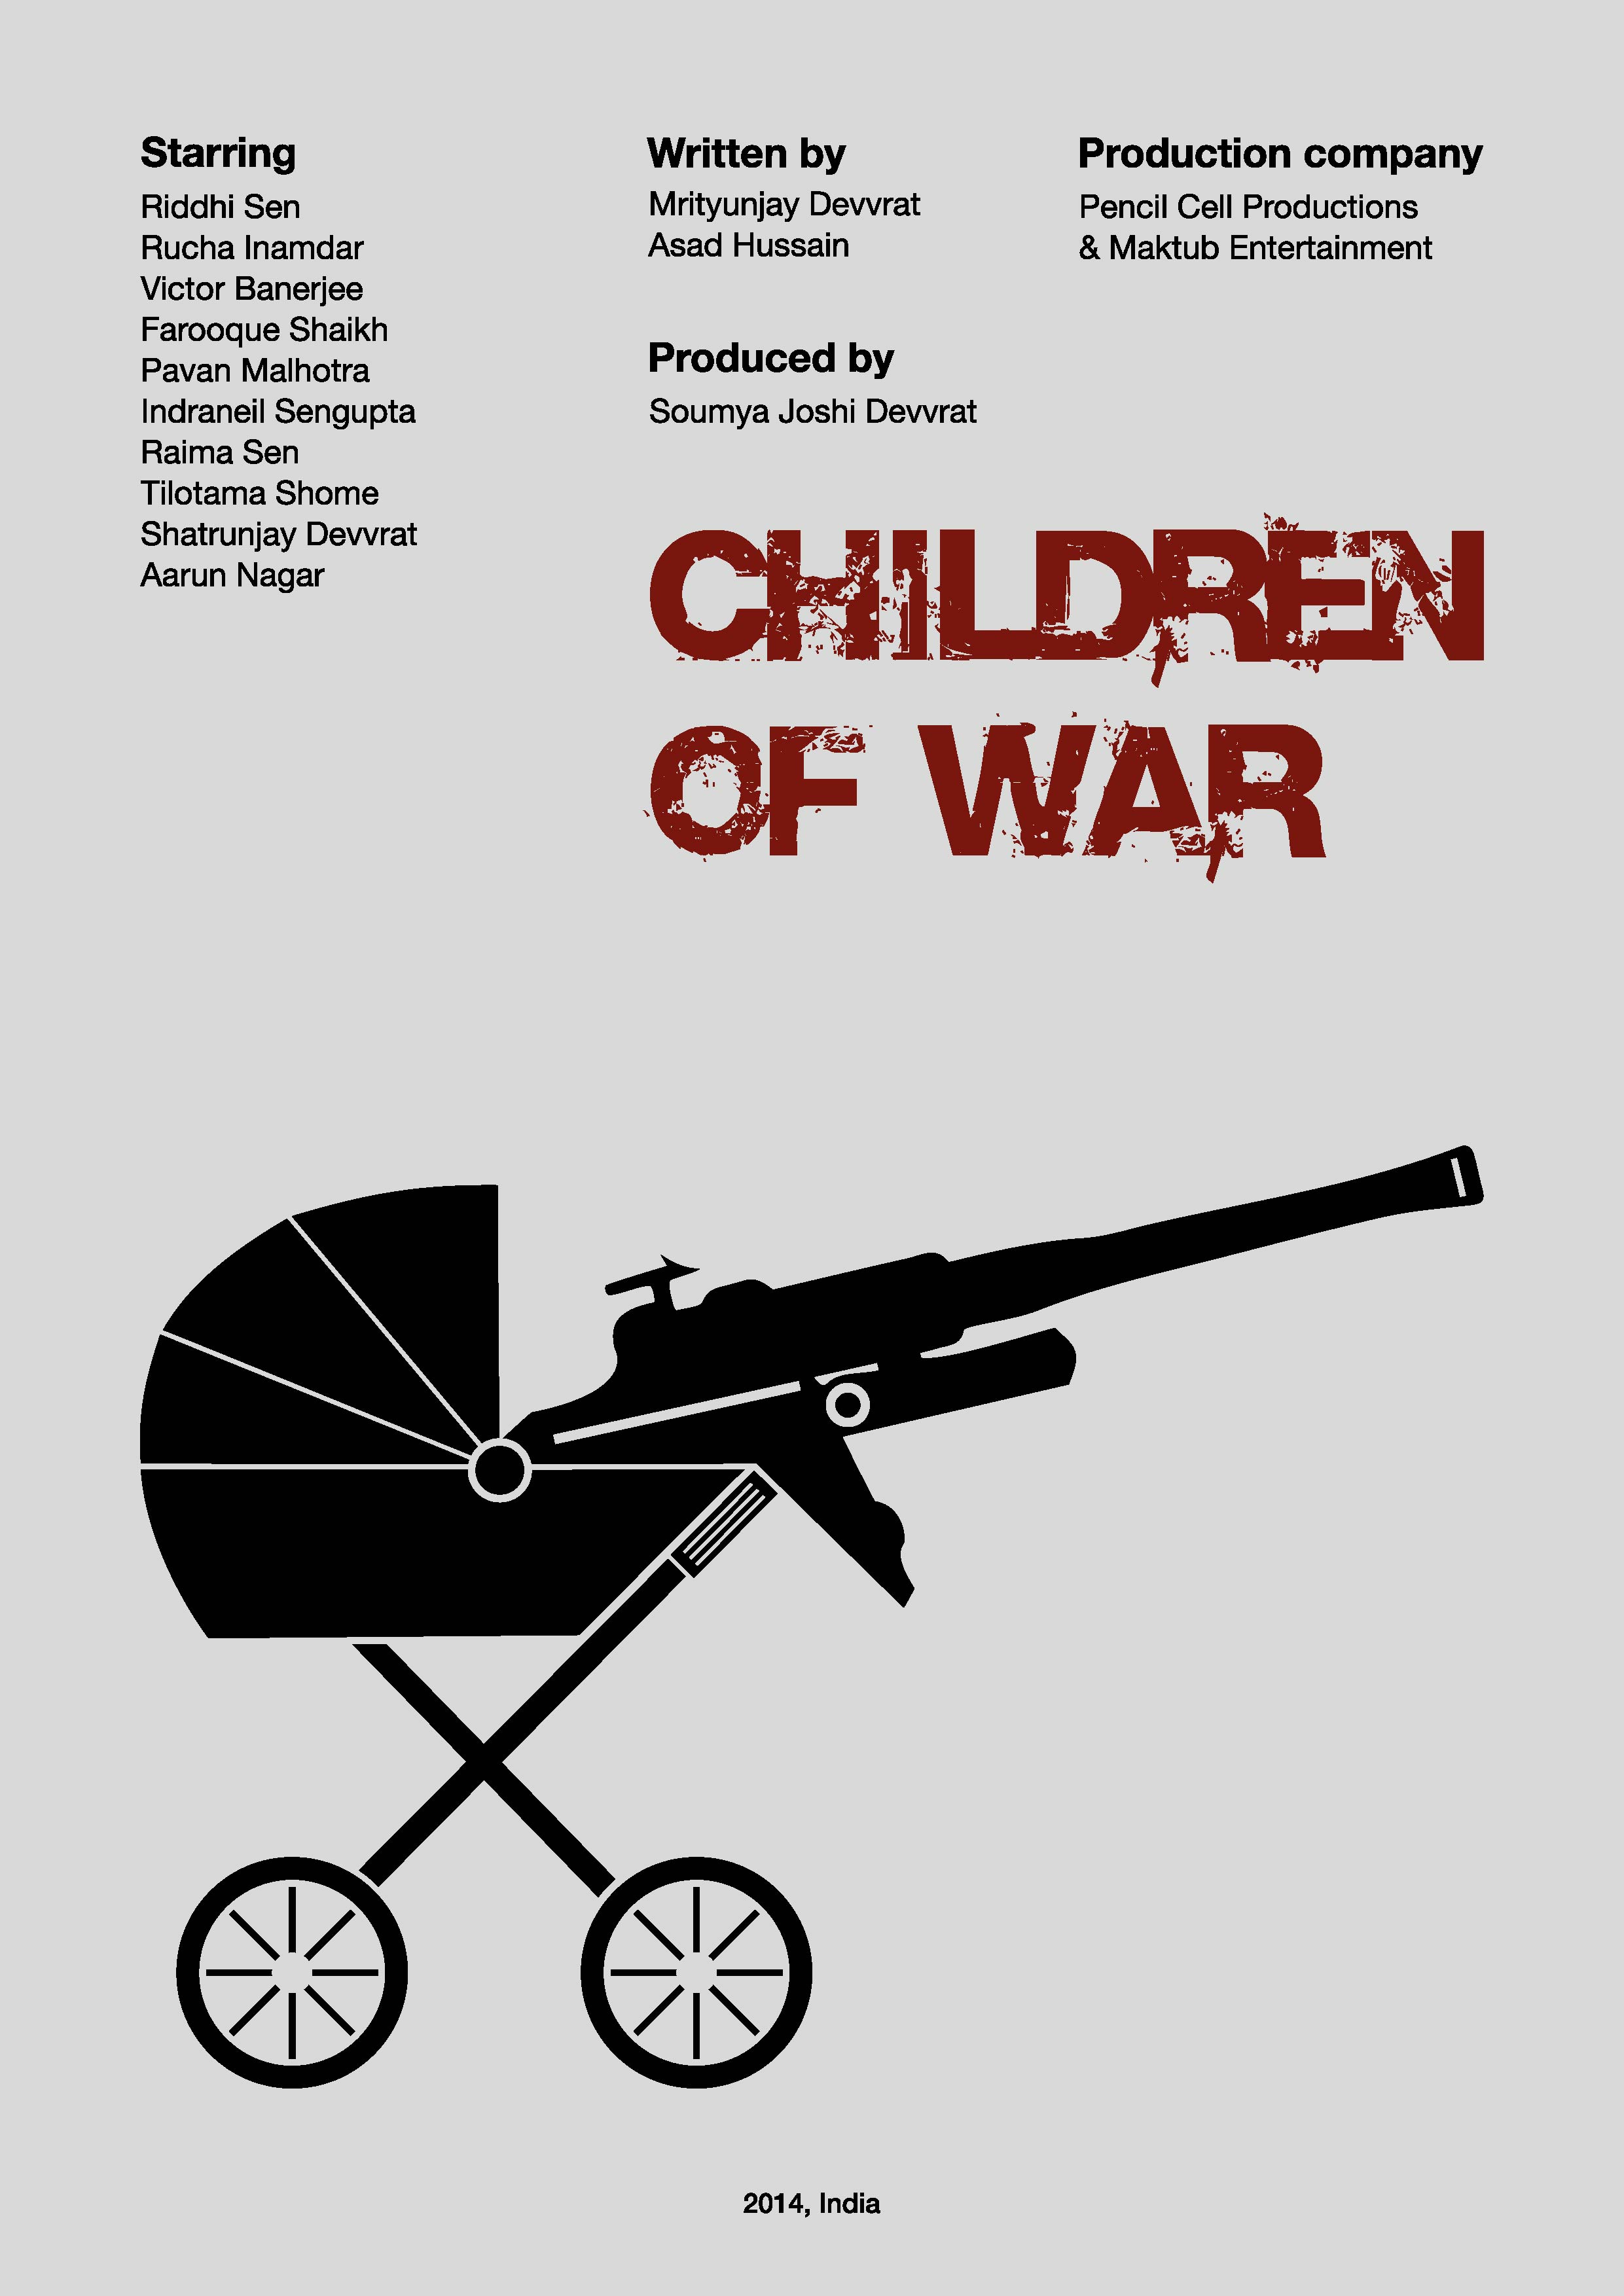 Starring
Riddhi Sen
Rucha Inamdar
Victor Banerjee
Farooque Shaikh
Pavan Malhotra
Indraneil Sengupta
Raima Sen
Tilotama Shome
Shatrunjay Devvrat
Aarun Nagar
Written by
Mrityunjay Devvrat
Asad Hussain
Produced by
Soumya Joshi Devvrat
Production company
Pencil Cell Productions
& Maktub Entertainment
CHILDREN
OF WAR
2014, India